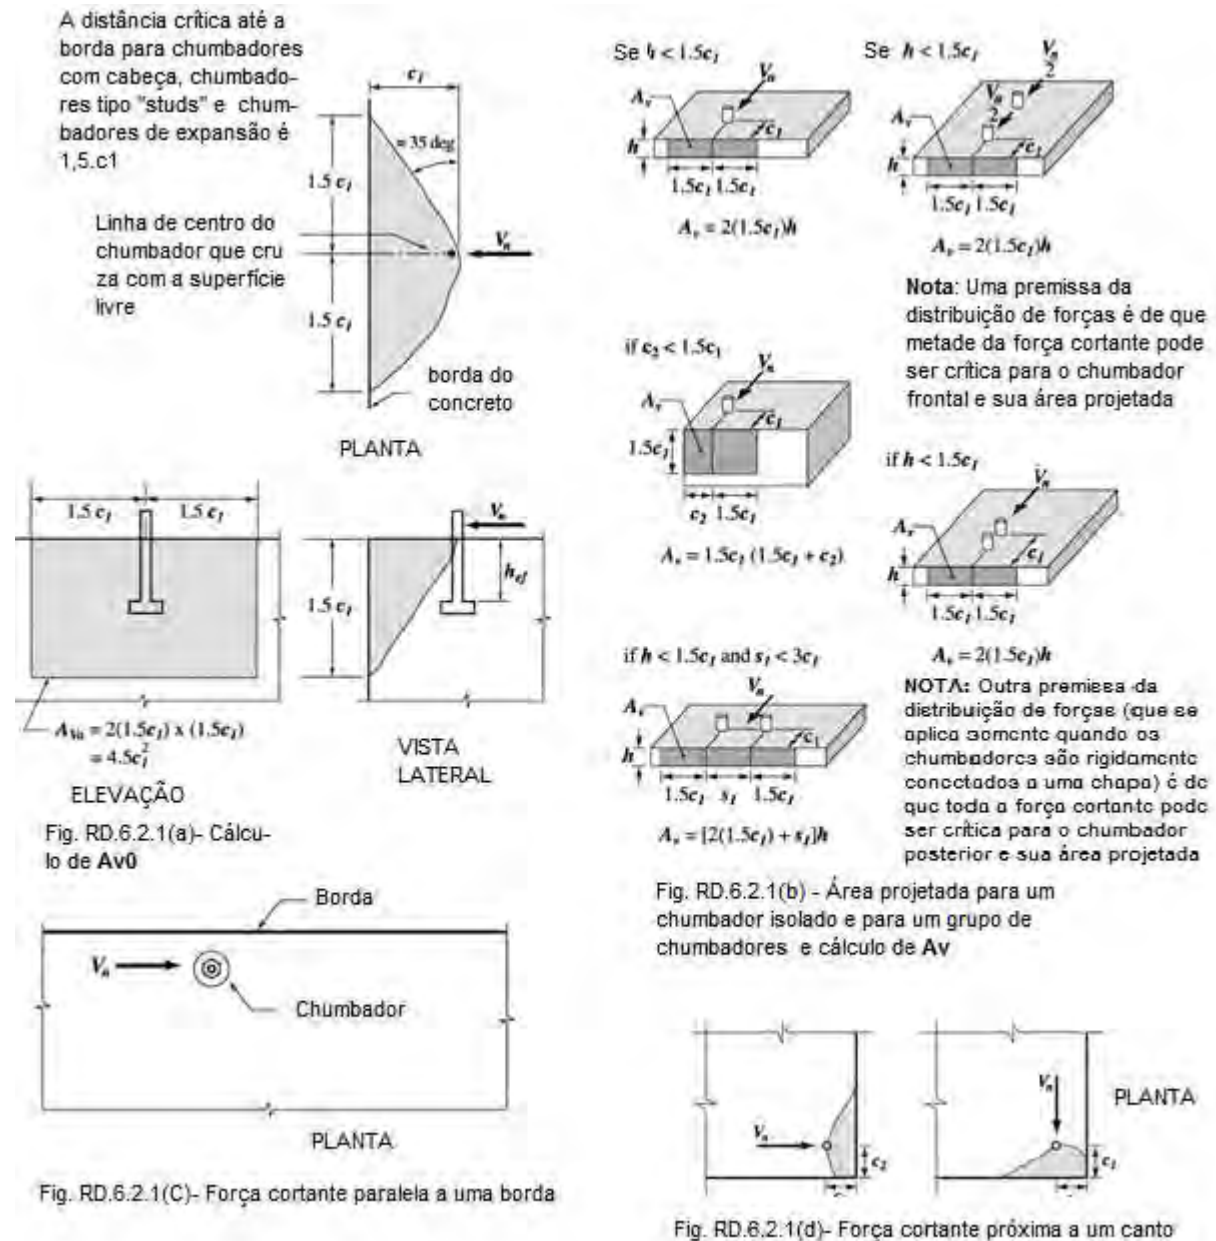 A distância crítica até a
borda para chumbadores
com cabeça, chumbado-
res tipo "studs" e chum-
badores de expansão é
1,5.c1
c₁
= 35 deg
1.5 c₁
Linha de centro do
chumbador que cru
za com a superfície
livre
Vₙ
1.5 c₁
borda do
concreto
PLANTA
1.5 c₁ 1.5 c₁
Vₙ
1.5 c₁
h_ef
A_Vo = 2(1.5c₁) x (1.5c₁)
= 4.5c₁²
ELEVAÇÃO
VISTA
LATERAL
Fig. RD.6.2.1(a)- Cálcu-
lo de Av0
Borda
Vₙ
Chumbador
PLANTA
Fig. RD.6.2.1(C)- Força cortante paralela a uma borda
Se h < 1.5c₁
Vₙ
Aᵥ
c₁
h
1.5c₁ 1.5c₁
Aᵥ = 2(1.5c₁)h
Se h < 1.5c₁
Vₙ
2
Vₙ
2
Aᵥ
c₁
h
1.5c₁ 1.5c₁
Aᵥ = 2(1.5c₁)h
Nota: Uma premissa da
distribuição de forças é de que
metade da força cortante pode
ser crítica para o chumbador
frontal e sua área projetada
if c₂ < 1.5c₁
Vₙ
Aᵥ
c₁
1.5c₁
c₂ 1.5c₁
Aᵥ = 1.5c₁ (1.5c₁ + c₂)
if h < 1.5c₁
Vₙ
Aᵥ
c₁
h
1.5c₁ 1.5c₁
Aᵥ = 2(1.5c₁)h
if h < 1.5c₁ and s₁ < 3c₁
Vₙ
Aᵥ
c₁
h
1.5c₁ s₁ 1.5c₁
Aᵥ = [2(1.5c₁) + s₁]h
NOTA: Outra premissa da
distribuição de forças (que se
aplica somente quando os
chumbadores são rigidamente
conectados a uma chapa) é de
que toda a força cortante pode
ser crítica para o chumbador
posterior e sua área projetada
Fig. RD.6.2.1(b) - Área projetada para um
chumbador isolado e para um grupo de
chumbadores e cálculo de Av
Vₙ
c₂
Vₙ
c₁
PLANTA
Fig. RD.6.2.1(d)- Força cortante próxima a um canto